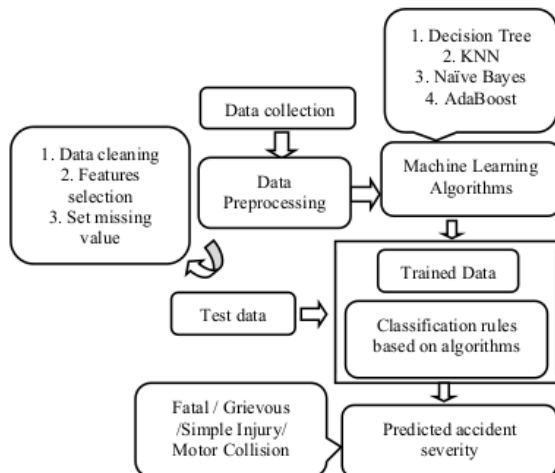 1. Decision Tree
2. KNN
3. Naïve Bayes
4. AdaBoost
Data collection
1. Data cleaning
2. Features
selection
3. Set missing
value
Data
Preprocessing
Machine Learning
Algorithms
Trained Data
Test data
Classification rules
based on algorithms
Fatal / Grievous
/Simple Injury/
Motor Collision
Predicted accident
severity